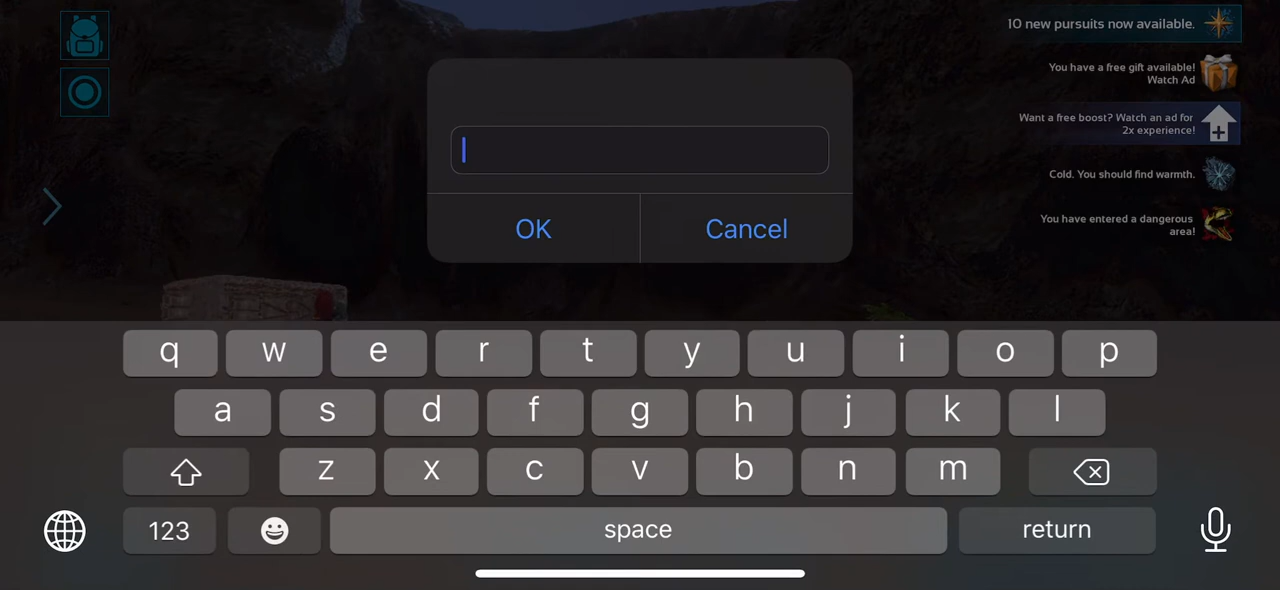 10 new pursuits now available.
You have a free gift available!
Watch Ad
Want a free boost? Watch an ad for
2x experience!
Cold. You should find warmth.
You have entered a dangerous
area!
OK Cancel
q w e r t y u i o p
a s d f g h j k l
z x c v b n m
123 space return